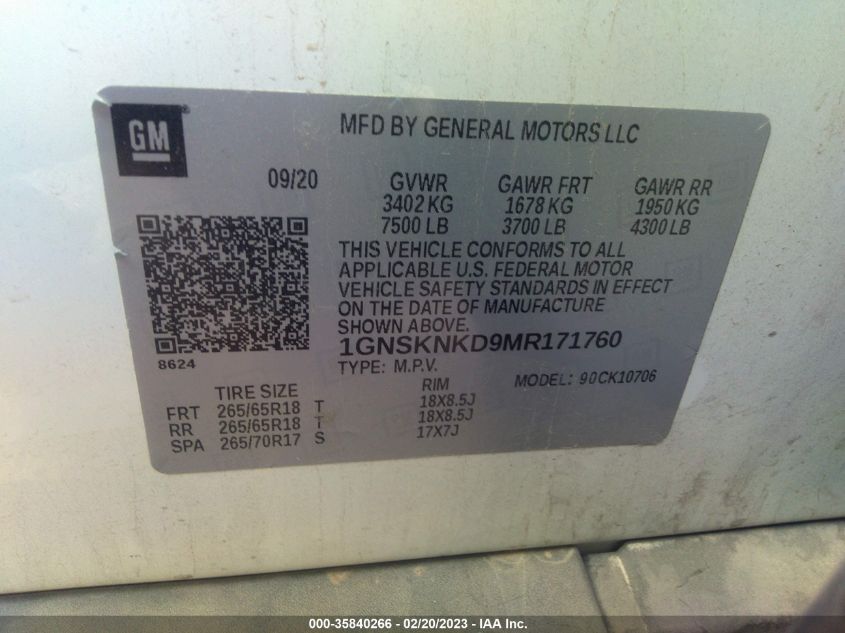 GM
MFD BY GENERAL MOTORS LLC
09/20
GVWR GAWR FRT GAWR RR
3402 KG 1678 KG 1950 KG
7500 LB 3700 LB 4300 LB
THIS VEHICLE CONFORMS TO ALL
APPLICABLE U.S. FEDERAL MOTOR
VEHICLE SAFETY STANDARDS IN EFFECT
ON THE DATE OF MANUFACTURE
SHOWN ABOVE.
8624
1GNSKNKD9MR171760
TYPE: M.P.V. MODEL: 90CK10706
TIRE SIZE RIM
FRT 265/65R18 T 18X8.5J
RR 265/65R18 T 18X8.5J
SPA 265/70R17 S 17X7J
000-35840266 - 02/20/2023 - IAA Inc.